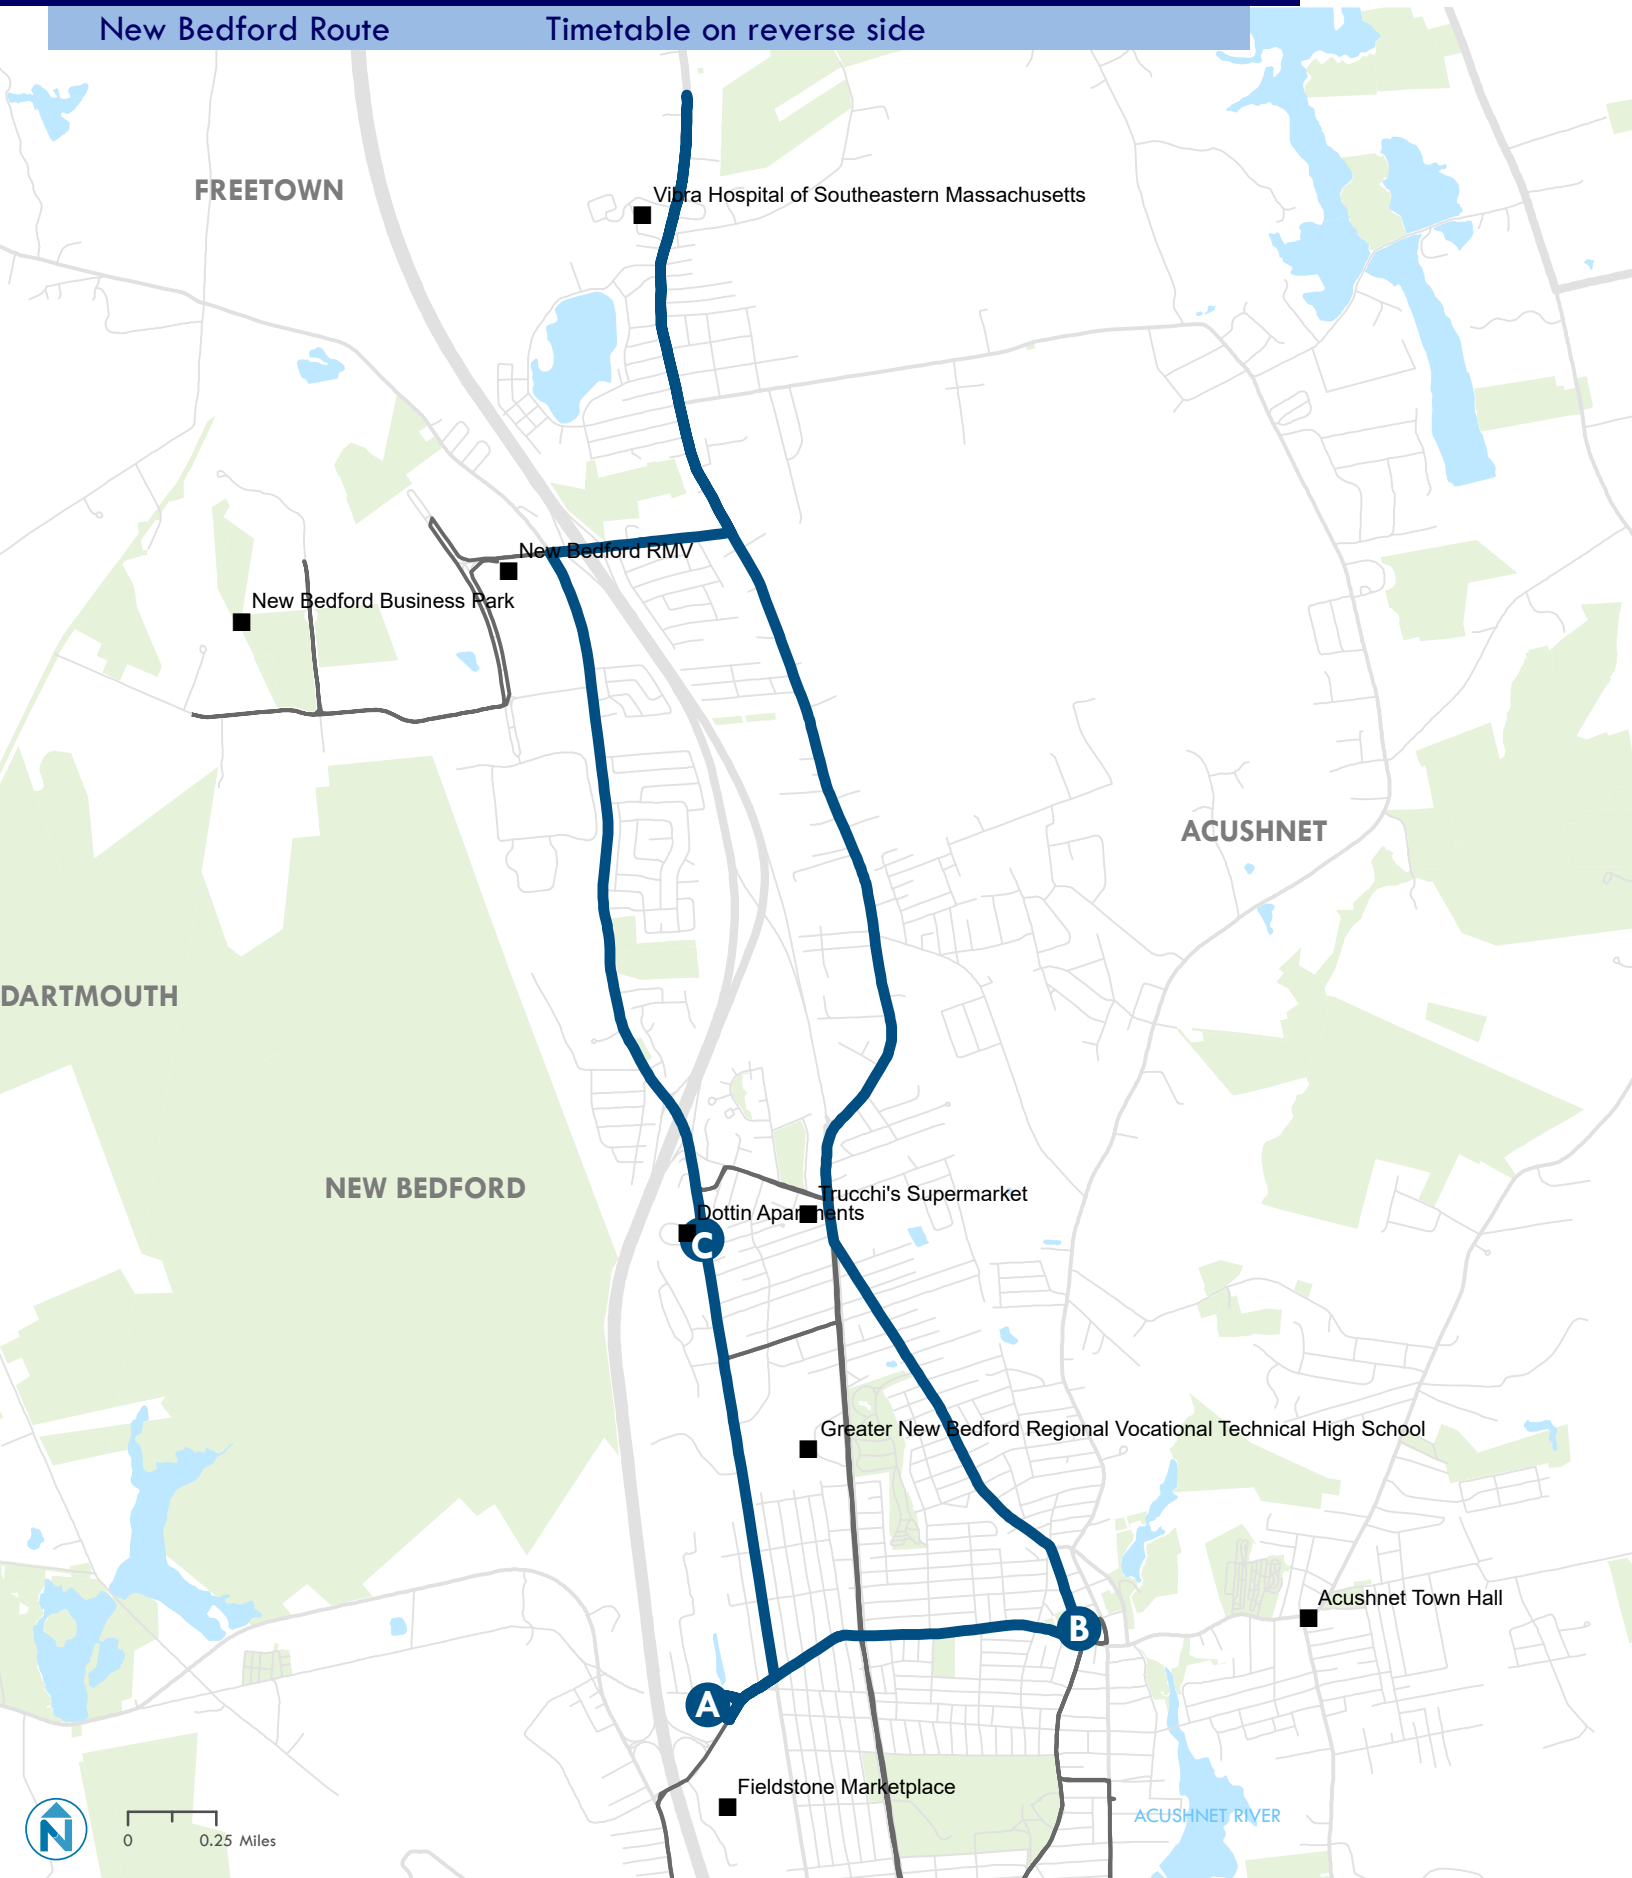 New Bedford Route Timetable on reverse side
Vibra Hospital of Southeastern Massachusetts
FREETOWN
New Bedford RMV
New Bedford Business Park
ACUSHNET
DARTMOUTH
NEW BEDFORD
Trucchi's Supermarket
Dottin Apartments
C
Greater New Bedford Regional Vocational Technical High School
Acushnet Town Hall
B
A
Fieldstone Marketplace
ACUSHNET RIVER
N
0 0.25 Miles